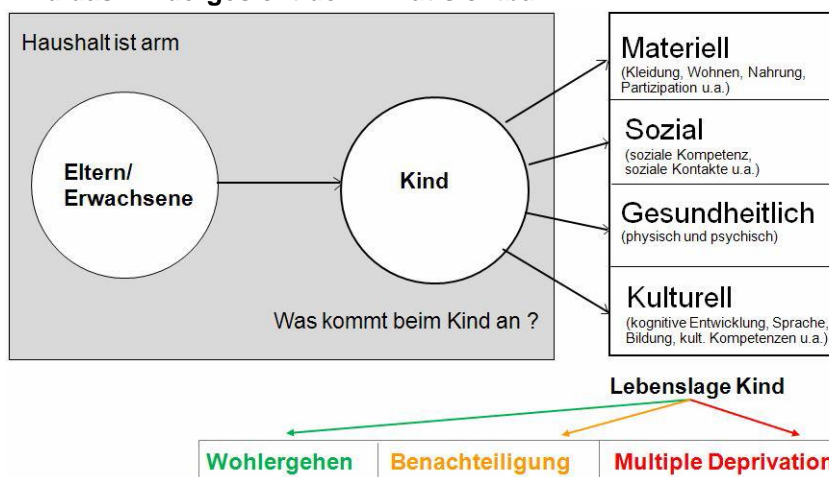 Haushalt ist arm
Eltern/
Erwachsene
Kind
Was kommt beim Kind an ?
Materiell
(Kleidung, Wohnen, Nahrung,
Partizipation u.a.)
Sozial
(soziale Kompetenz,
soziale Kontakte u.a.)
Gesundheitlich
(physisch und psychisch)
Kulturell
(kognitive Entwicklung, Sprache,
Bildung, kult. Kompetenzen u.a.)
Lebenslage Kind
Wohlergehen
Benachteiligung
Multiple Deprivation